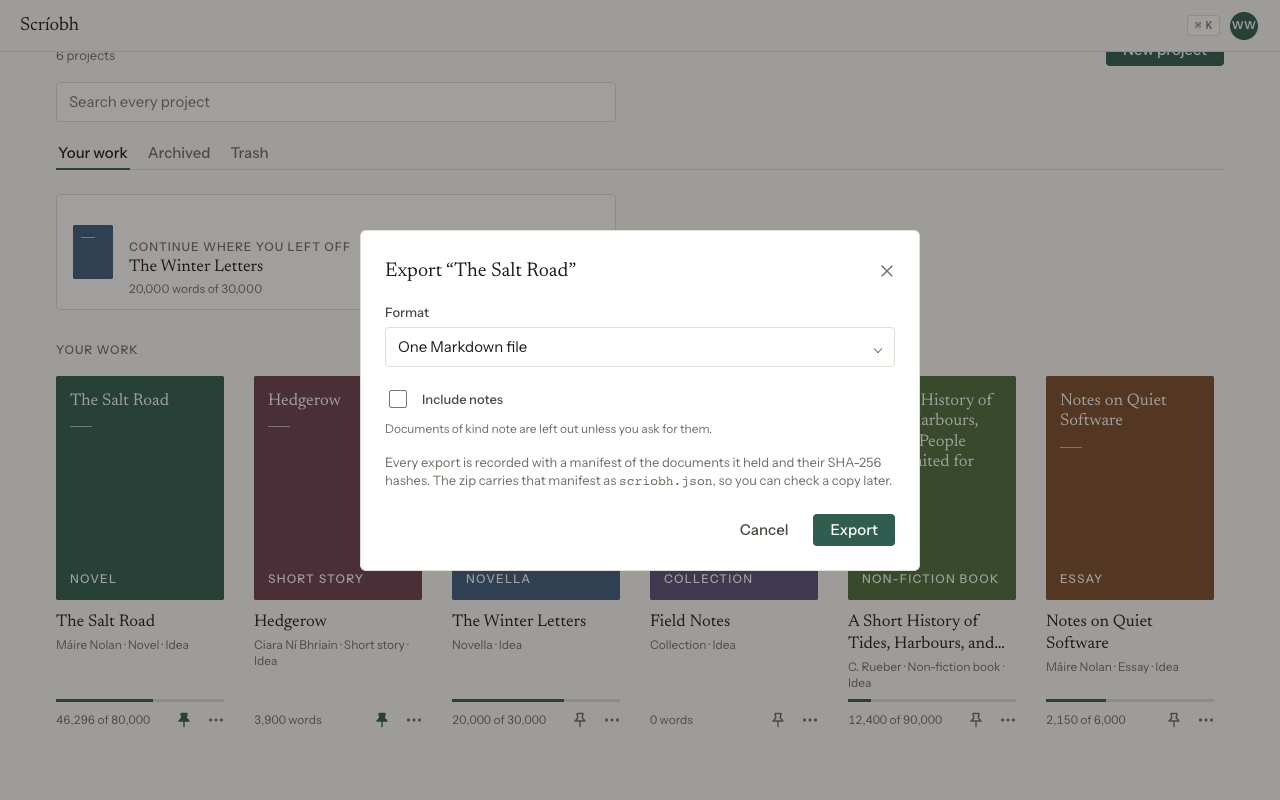 Scríobh
⌘ K
WW
6 projects
New project
Search every project
Your work
Archived
Trash
CONTINUE WHERE YOU LEFT OFF
The Winter Letters
20,000 words of 30,000
YOUR WORK
Export “The Salt Road”
Format
One Markdown file
Include notes
Documents of kind note are left out unless you ask for them.
Every export is recorded with a manifest of the documents it held and their SHA-256
hashes. The zip carries that manifest as scriobh.json, so you can check a copy later.
Cancel
Export
The Salt Road
NOVEL
Hedgerow
SHORT STORY
NOVELLA
COLLECTION
History of
arbours,
People
ited for
NON-FICTION BOOK
Notes on Quiet
Software
ESSAY
The Salt Road
Máire Nolan · Novel · Idea
46,296 of 80,000
Hedgerow
Ciara Ní Bhriain · Short story ·
Idea
3,900 words
The Winter Letters
Novella · Idea
20,000 of 30,000
Field Notes
Collection · Idea
0 words
A Short History of
Tides, Harbours, and…
C. Rueber · Non-fiction book ·
Idea
12,400 of 90,000
Notes on Quiet
Software
Máire Nolan · Essay · Idea
2,150 of 6,000